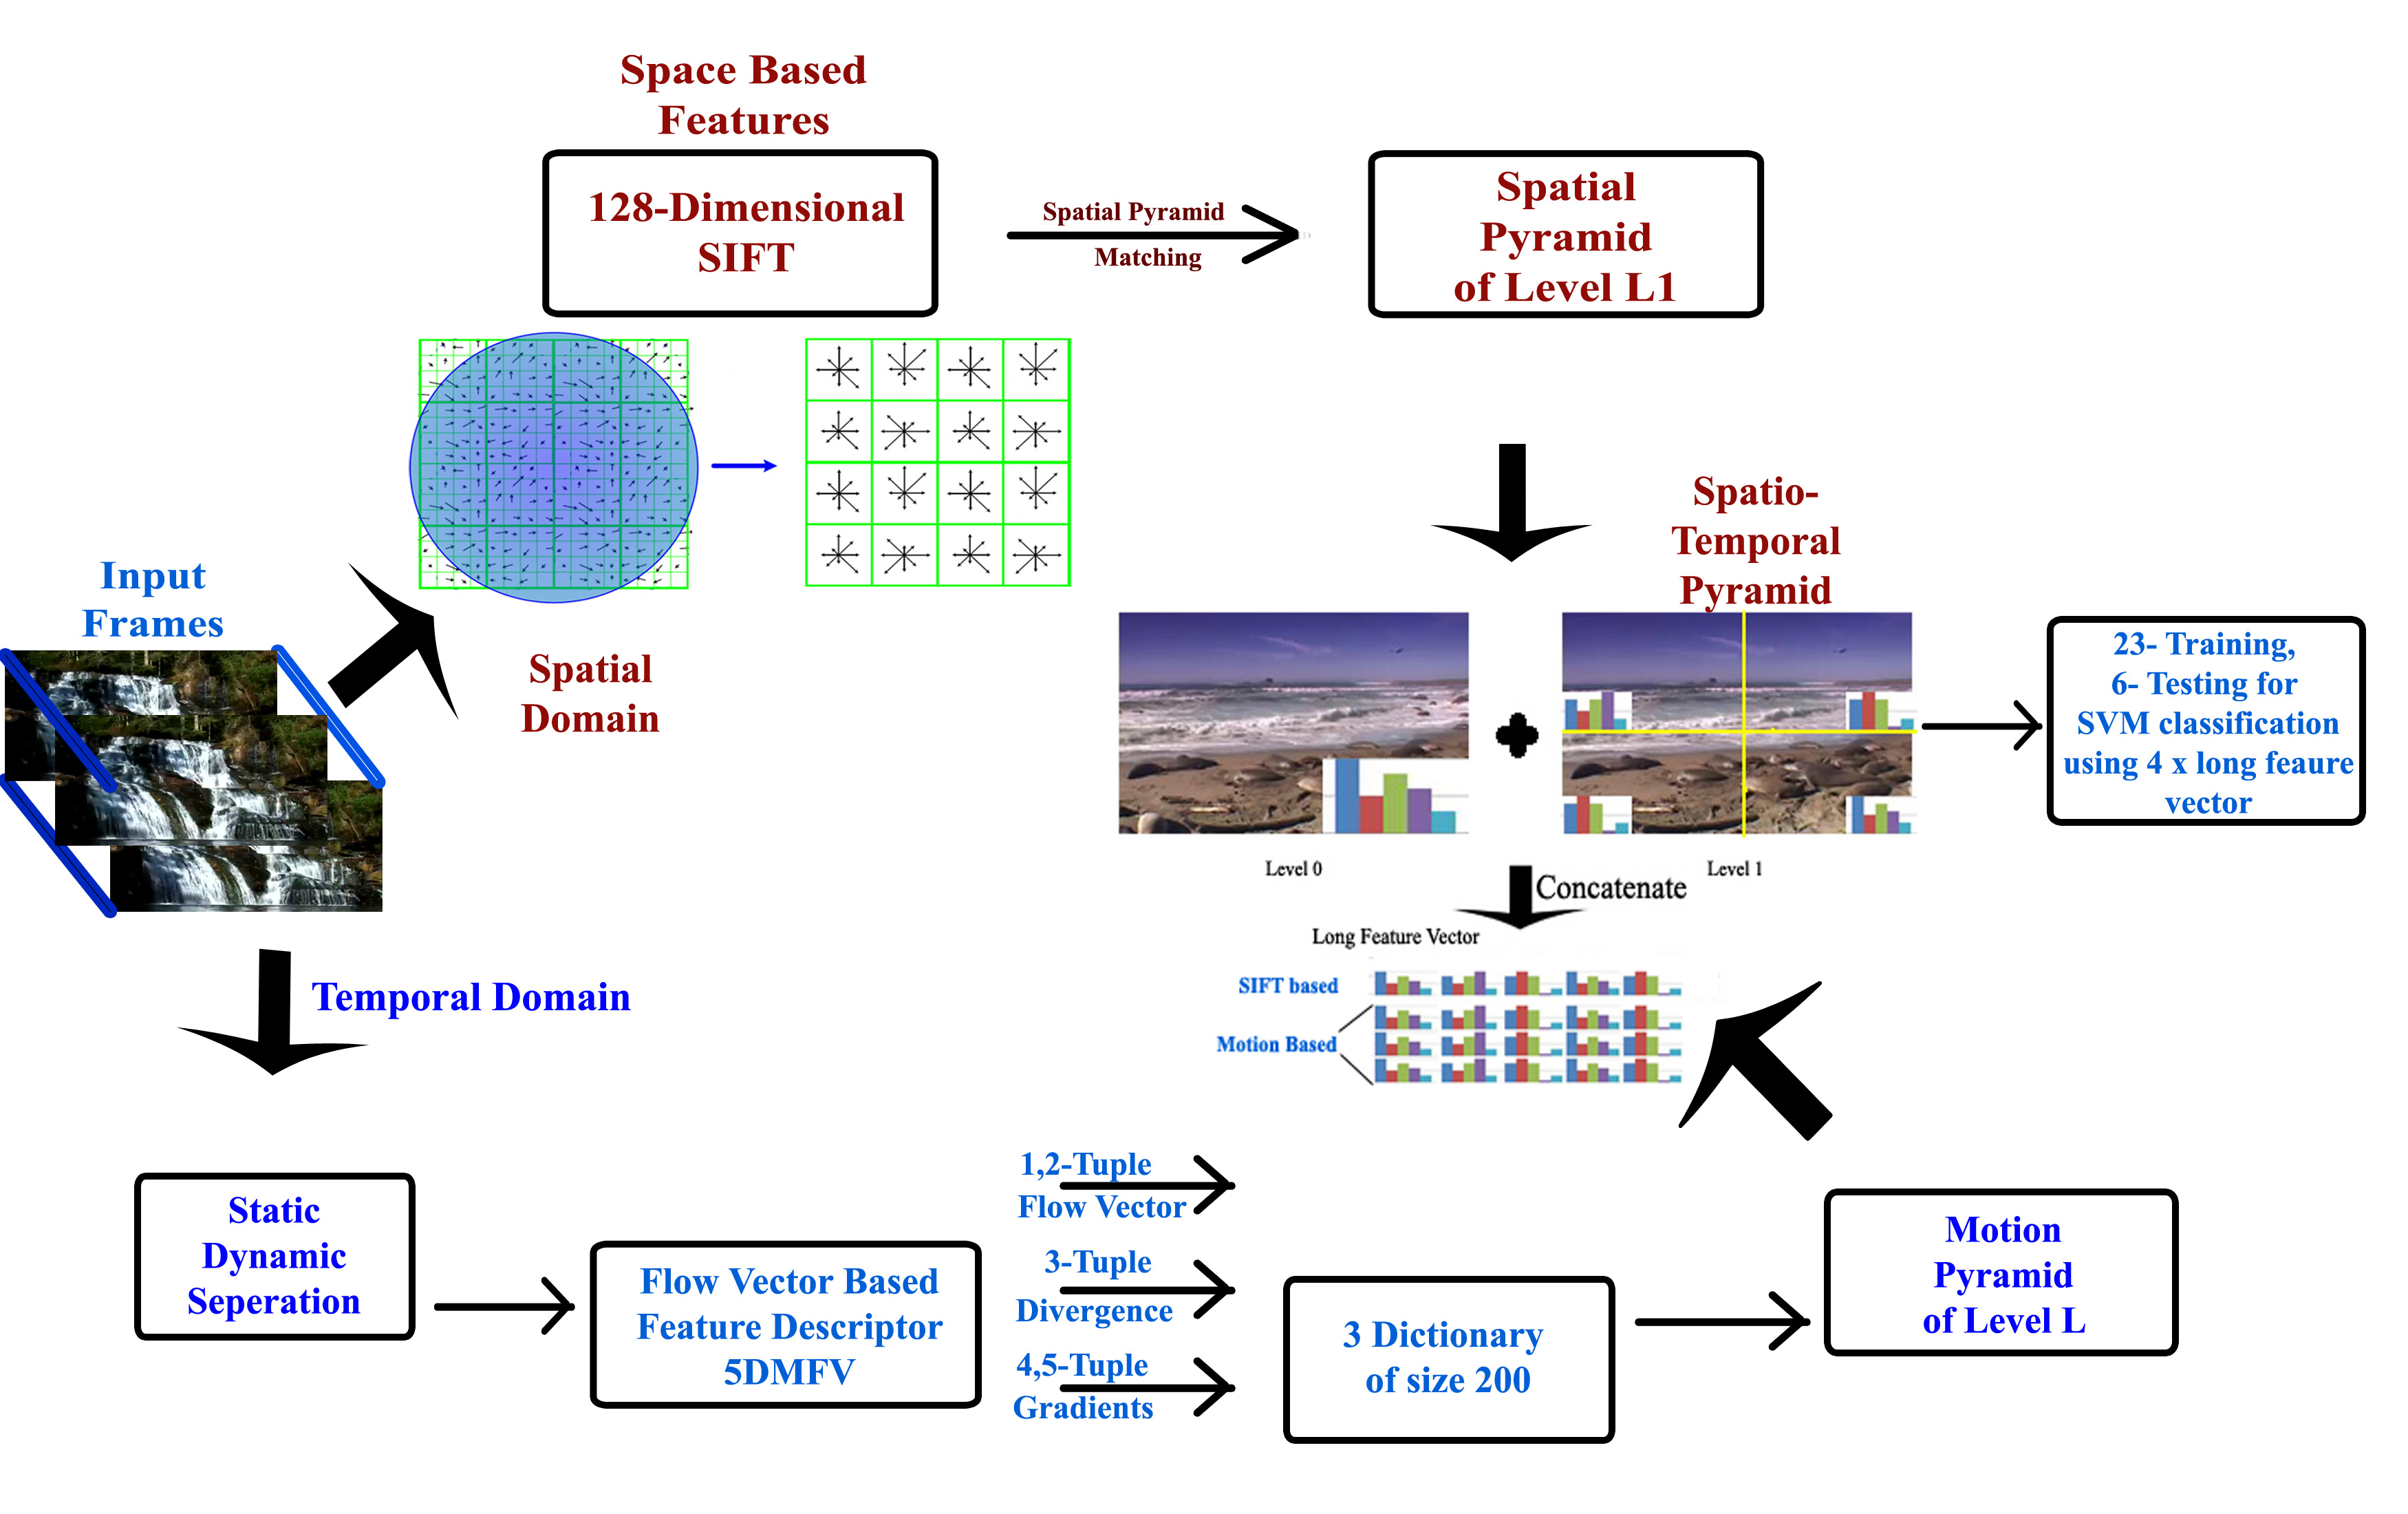 Space Based
Features
128-Dimensional
SIFT
Spatial Pyramid
Matching
Spatial
Pyramid
of Level L1
Input
Frames
Spatial
Domain
Spatio-
Temporal
Pyramid
23- Training,
6- Testing for
SVM classification
using 4 x long feaure
vector
Level 0
Level 1
Concatenate
Long Feature Vector
SIFT based
Motion Based
Temporal Domain
Static
Dynamic
Seperation
Flow Vector Based
Feature Descriptor
5DMFV
1,2-Tuple
Flow Vector
3-Tuple
Divergence
4,5-Tuple
Gradients
3 Dictionary
of size 200
Motion
Pyramid
of Level L